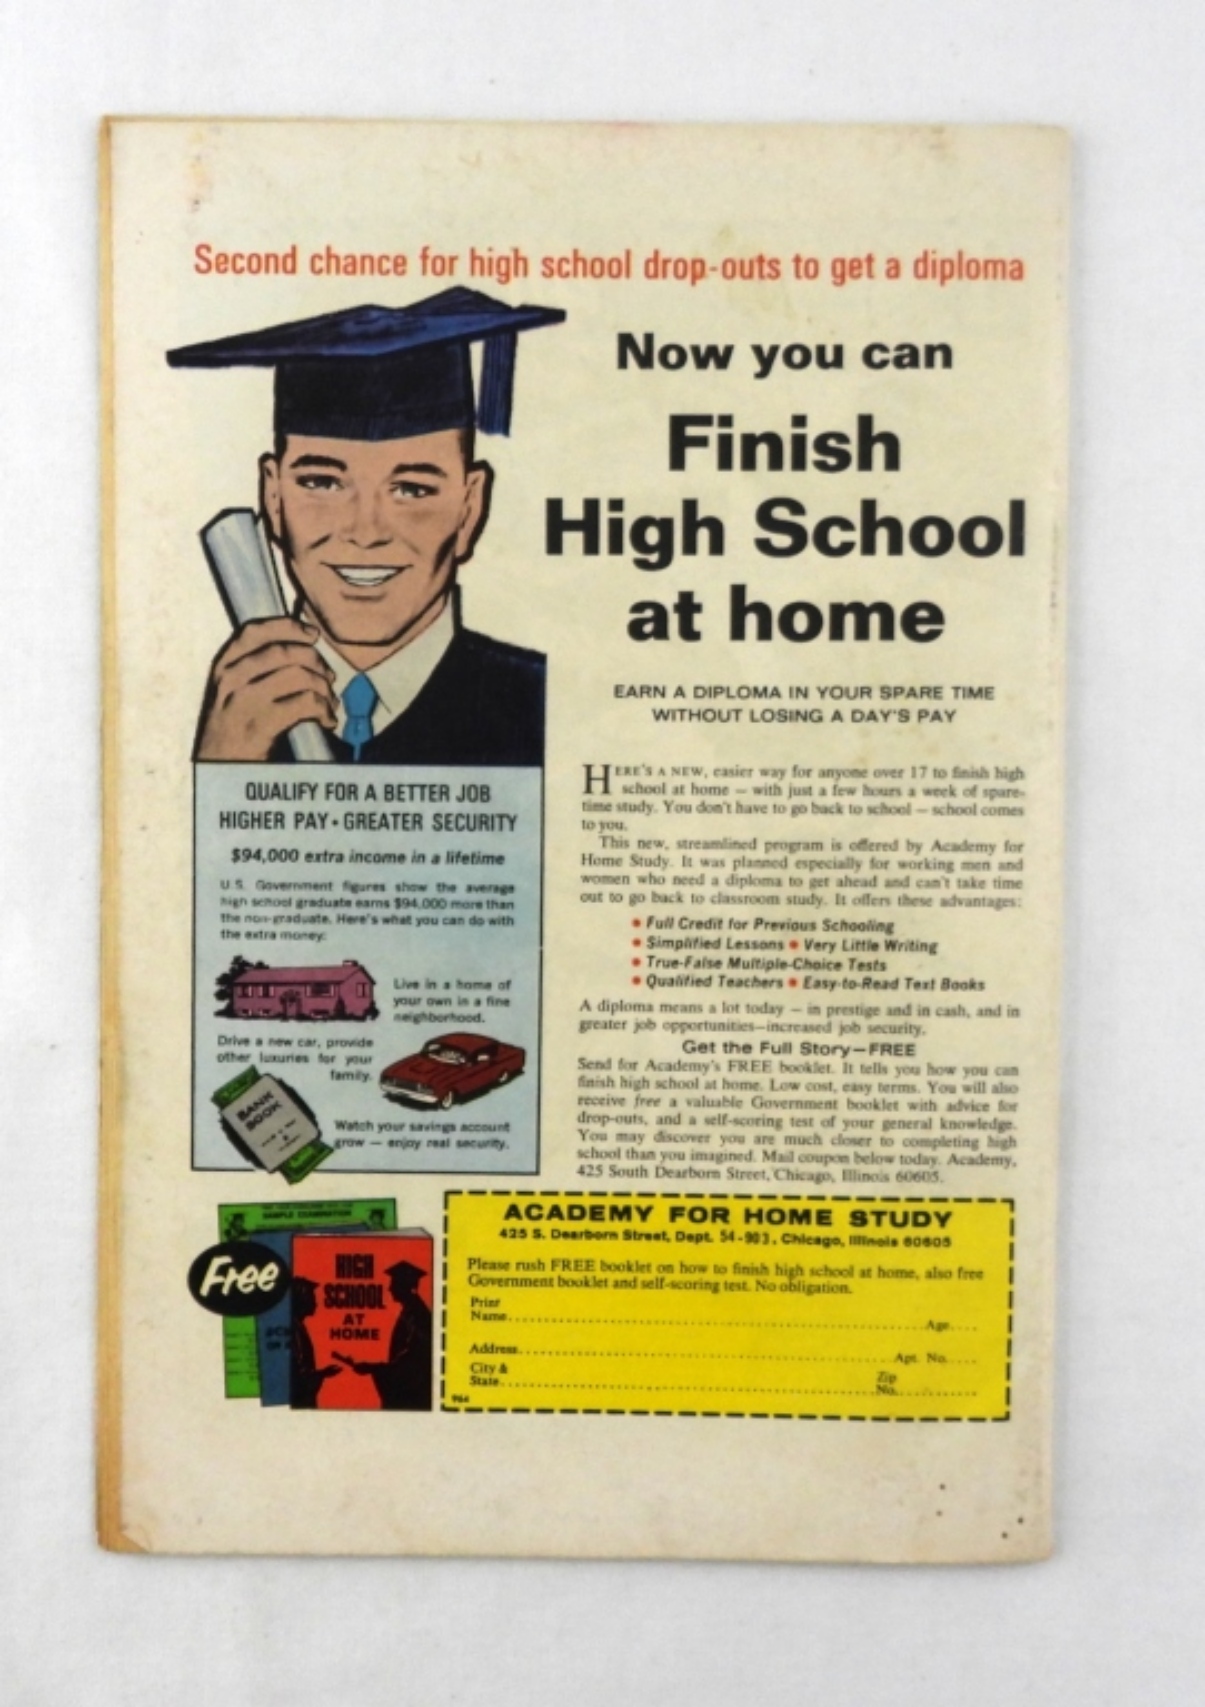 Second chance for high school drop-outs to get a diploma
Now you can
Finish
High School
at home
EARN A DIPLOMA IN YOUR SPARE TIME
WITHOUT LOSING A DAY'S PAY
QUALIFY FOR A BETTER JOB
HIGHER PAY • GREATER SECURITY
$94,000 extra income in a lifetime
U.S. Government figures show the average
high school graduate earns $94,000 more than
the non-graduate. Here's what you can do with
the extra money:
Live in a home of
your own in a fine
neighborhood.
Drive a new car, provide
other luxuries for your
family.
BANK
BOOK
Watch your savings account
grow — enjoy real security.
HERE'S A NEW, easier way for anyone over 17 to finish high
school at home — with just a few hours a week of spare-
time study. You don't have to go back to school — school comes
to you.
This new, streamlined program is offered by Academy for
Home Study. It was planned especially for working men and
women who need a diploma to get ahead and can't take time
out to go back to classroom study. It offers these advantages:
• Full Credit for Previous Schooling
• Simplified Lessons • Very Little Writing
• True-False Multiple-Choice Tests
• Qualified Teachers • Easy-to-Read Text Books
A diploma means a lot today — in prestige and in cash, and in
greater job opportunities—increased job security.
Get the Full Story—FREE
Send for Academy's FREE booklet. It tells you how you can
finish high school at home. Low cost, easy terms. You will also
receive free a valuable Government booklet with advice for
drop-outs, and a self-scoring test of your general knowledge.
You may discover you are much closer to completing high
school than you imagined. Mail coupon below today. Academy,
425 South Dearborn Street, Chicago, Illinois 60605.
SAMPLE EXAMINATION
Free
HIGH
SCHOOL
AT
HOME
ACADEMY FOR HOME STUDY
425 S. Dearborn Street, Dept. 54-903, Chicago, Illinois 60605
Please rush FREE booklet on how to finish high school at home, also free
Government booklet and self-scoring test. No obligation.
Print
Name Age
Address Apt. No.
City & Zip
State No.